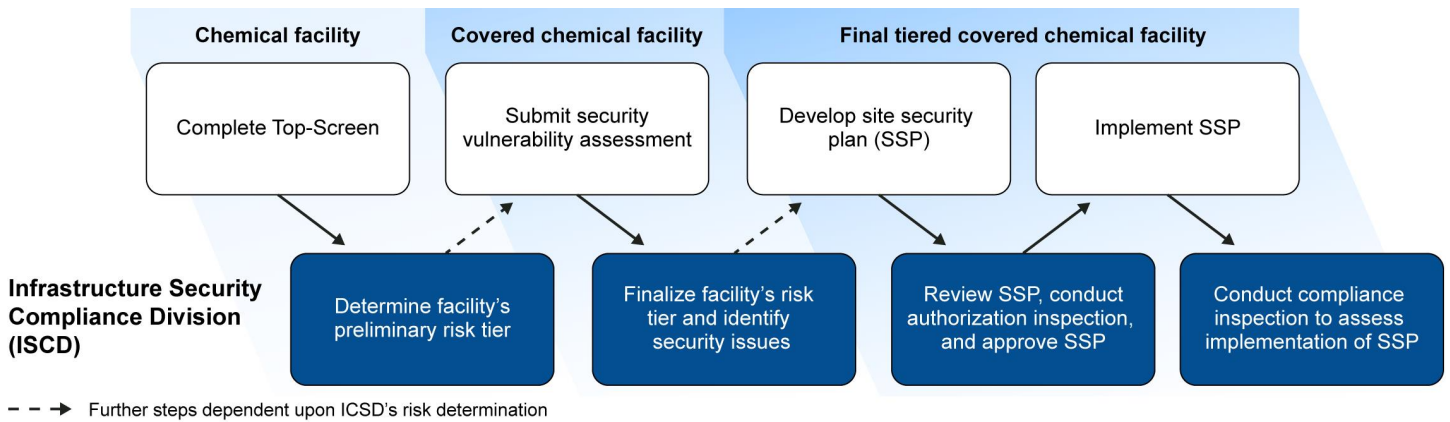 Chemical facility
Covered chemical facility
Final tiered covered chemical facility
Complete Top-Screen
Submit security
vulnerability assessment
Develop site security
plan (SSP)
Implement SSP
Infrastructure Security
Compliance Division
(ISCD)
Determine facility’s
preliminary risk tier
Finalize facility’s risk
tier and identify
security issues
Review SSP, conduct
authorization inspection,
and approve SSP
Conduct compliance
inspection to assess
implementation of SSP
Further steps dependent upon ICSD’s risk determination